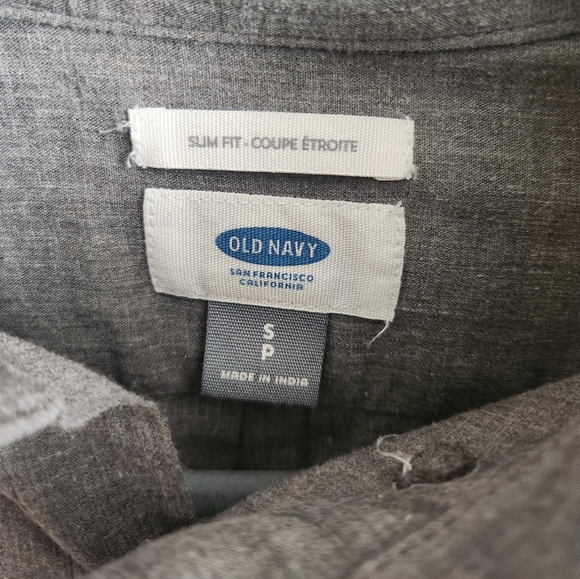 SLIM FIT • COUPE ÉTROITE
OLD NAVY
SAN FRANCISCO
CALIFORNIA
S
P
MADE IN INDIA